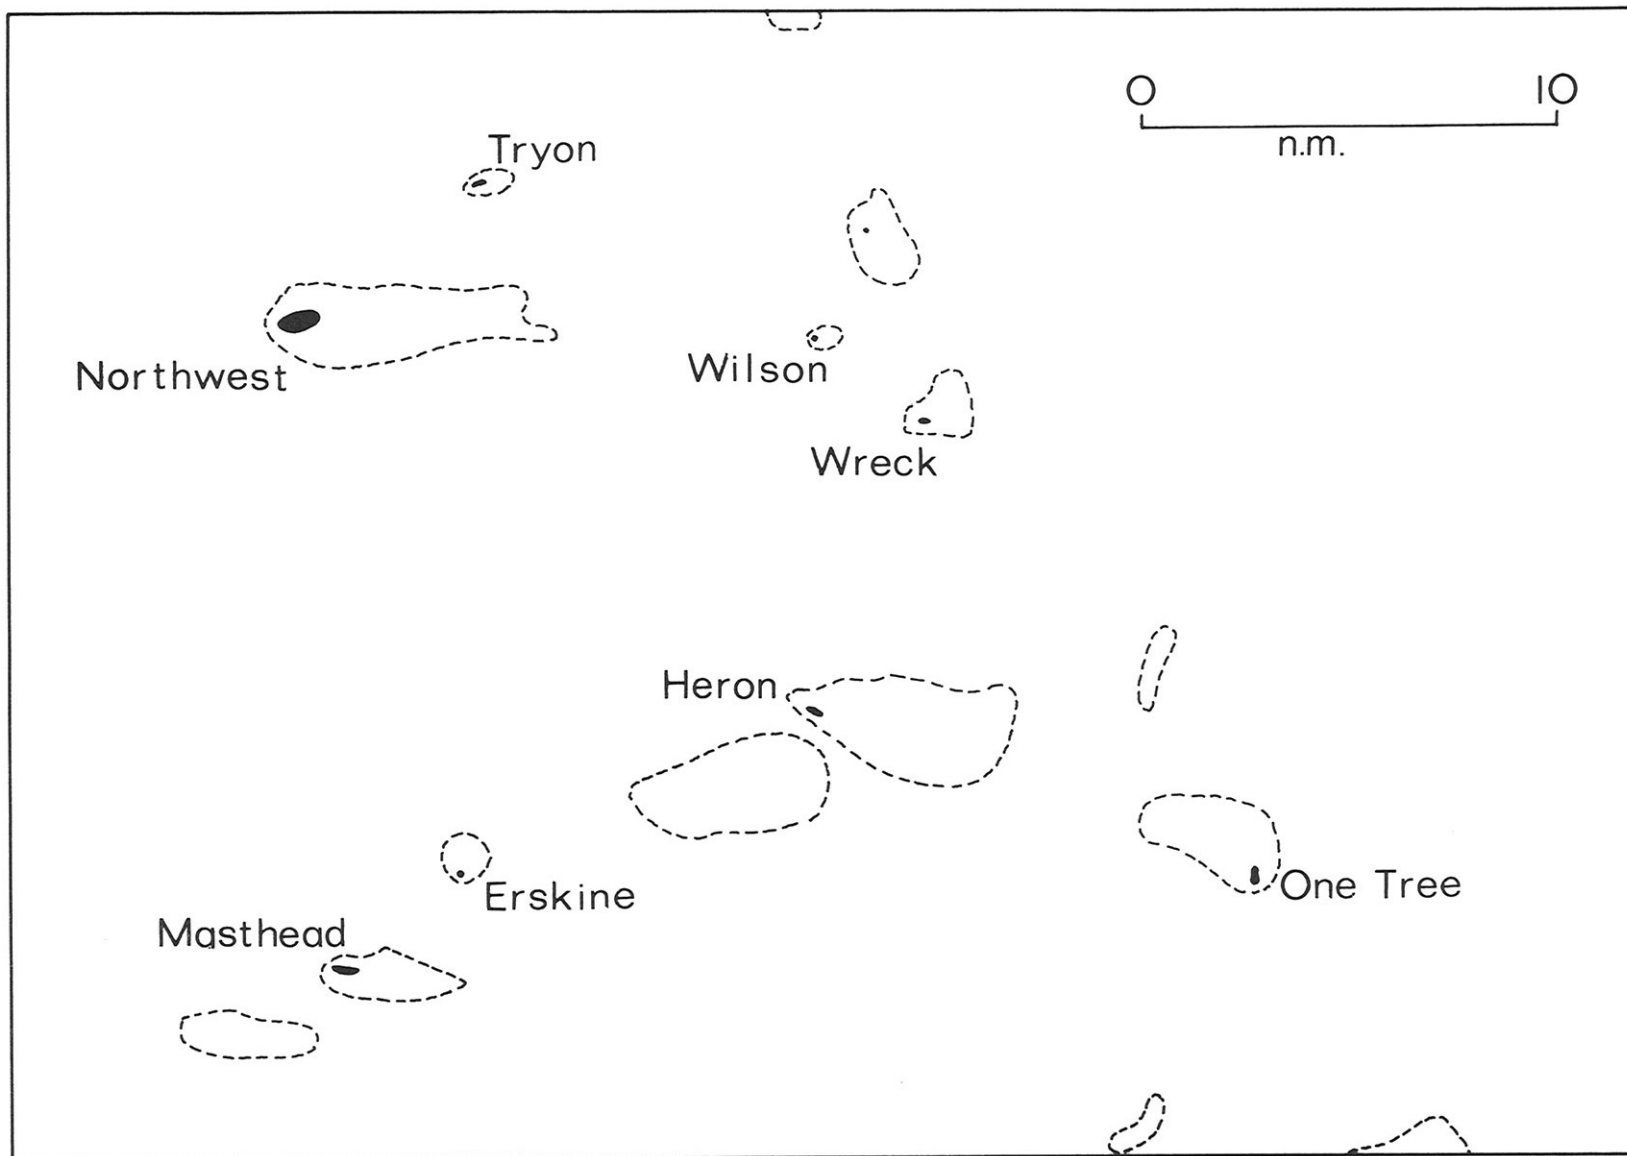 0 10
n.m.
Tryon
Northwest
Wilson
Wreck
Heron
Erskine
One Tree
Masthead